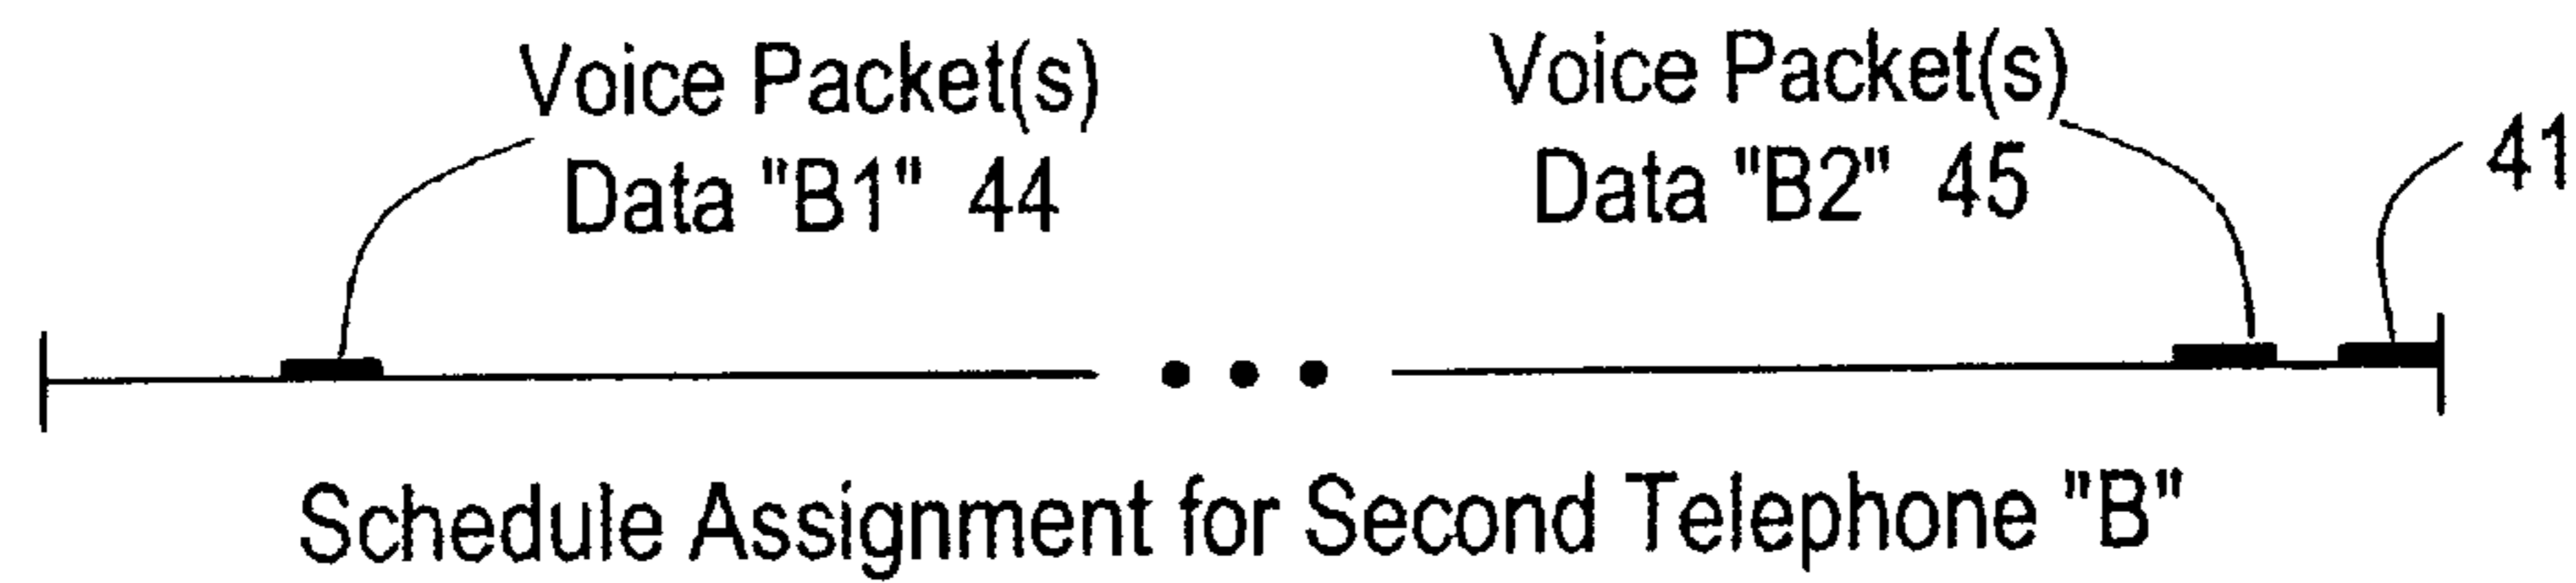 Voice Packet(s)
Data "B1" 44
Voice Packet(s)
Data "B2" 45
41
Schedule Assignment for Second Telephone "B"